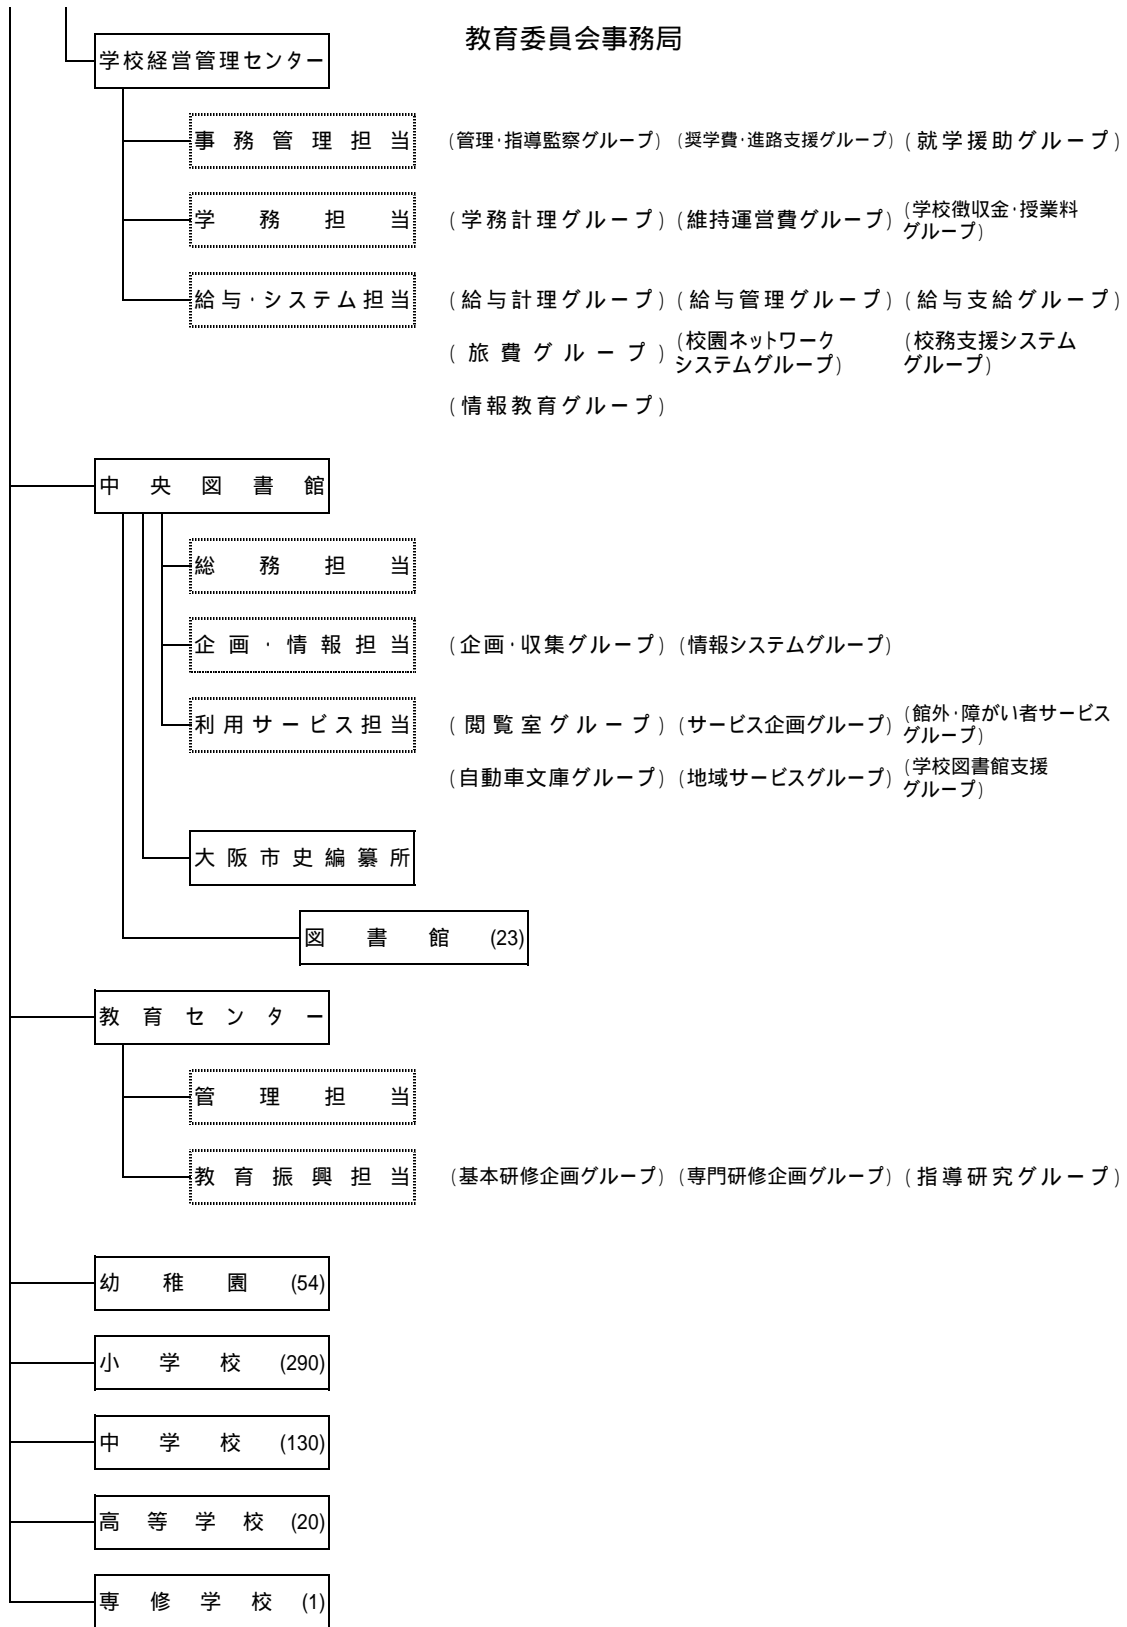 教育委員会事務局
学校経営管理センター
事務管理担当 (管理・指導監察グループ) (奨学費・進路支援グループ) (就学援助グループ)
学務担当 (学務計理グループ) (維持運営費グループ) (学校徴収金・授業料
グループ)
給与・システム担当 (給与計理グループ) (給与管理グループ) (給与支給グループ)
(旅費グループ) (校園ネットワーク
システムグループ) (校務支援システム
グループ)
(情報教育グループ)
中央図書館
総務担当
企画・情報担当 (企画・収集グループ) (情報システムグループ)
利用サービス担当 (閲覧室グループ) (サービス企画グループ) (館外・障がい者サービス
グループ)
(自動車文庫グループ) (地域サービスグループ) (学校図書館支援
グループ)
大阪市史編纂所
図書館 (23)
教育センター
管理担当
教育振興担当 (基本研修企画グループ) (専門研修企画グループ) (指導研究グループ)
幼稚園 (54)
小学校 (290)
中学校 (130)
高等学校 (20)
専修学校 (1)